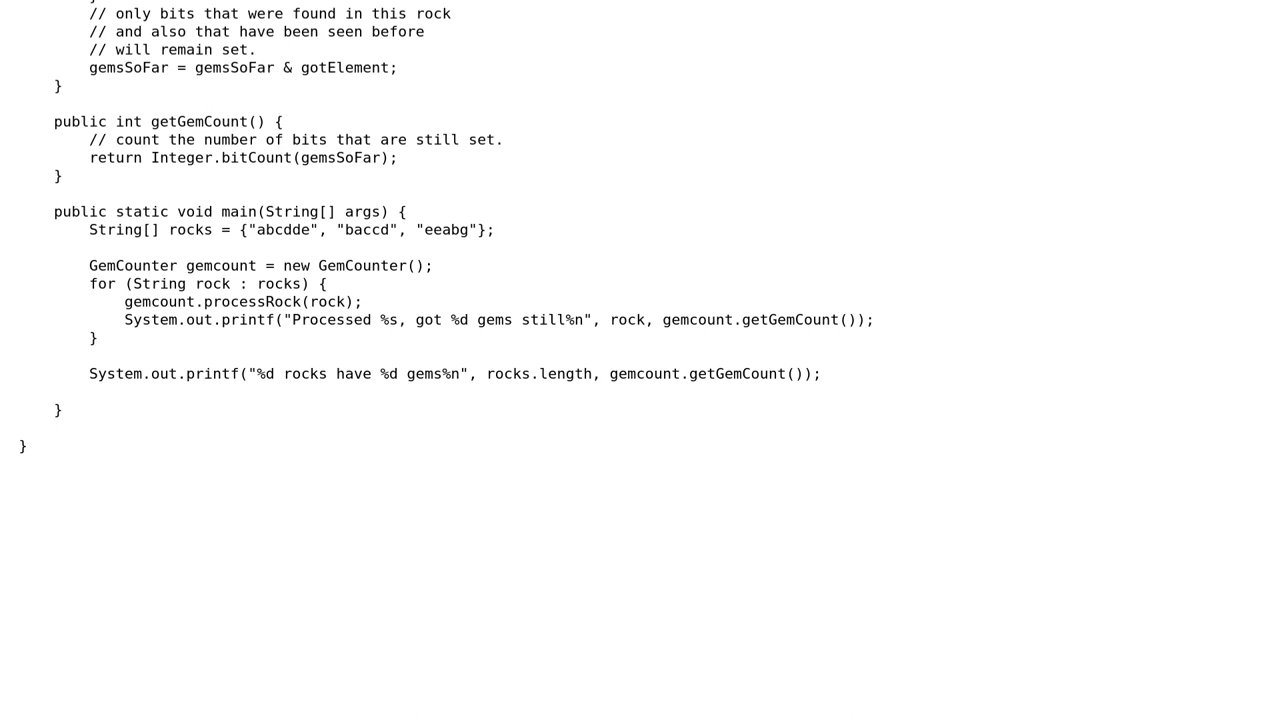 }
        // only bits that were found in this rock
        // and also that have been seen before
        // will remain set.
        gemsSoFar = gemsSoFar & gotElement;
    }

    public int getGemCount() {
        // count the number of bits that are still set.
        return Integer.bitCount(gemsSoFar);
    }

    public static void main(String[] args) {
        String[] rocks = {"abcdde", "baccd", "eeabg"};

        GemCounter gemcount = new GemCounter();
        for (String rock : rocks) {
            gemcount.processRock(rock);
            System.out.printf("Processed %s, got %d gems still%n", rock, gemcount.getGemCount());
        }

        System.out.printf("%d rocks have %d gems%n", rocks.length, gemcount.getGemCount());

    }

}